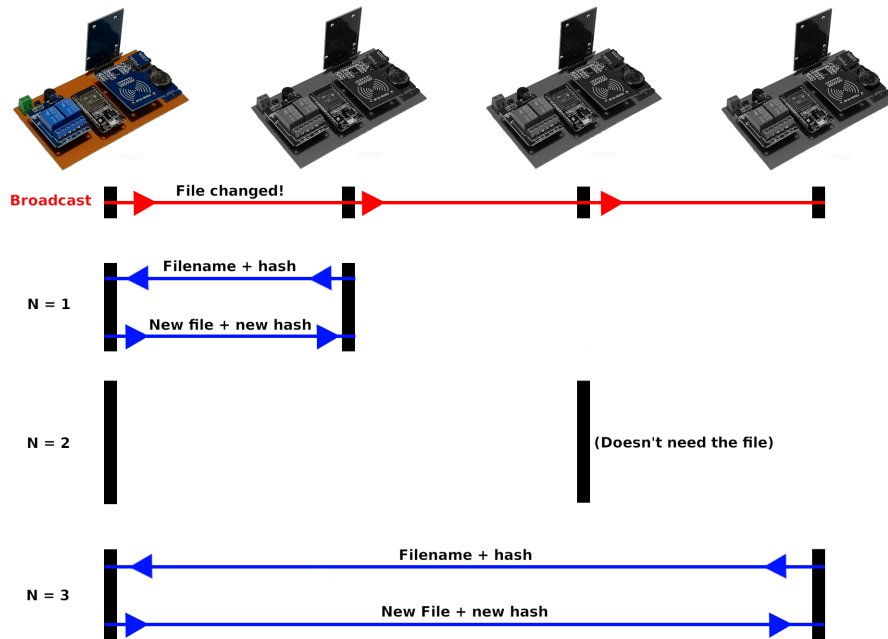 File changed!
Broadcast
Filename + hash
N = 1
New file + new hash
N = 2
(Doesn't need the file)
Filename + hash
N = 3
New File + new hash